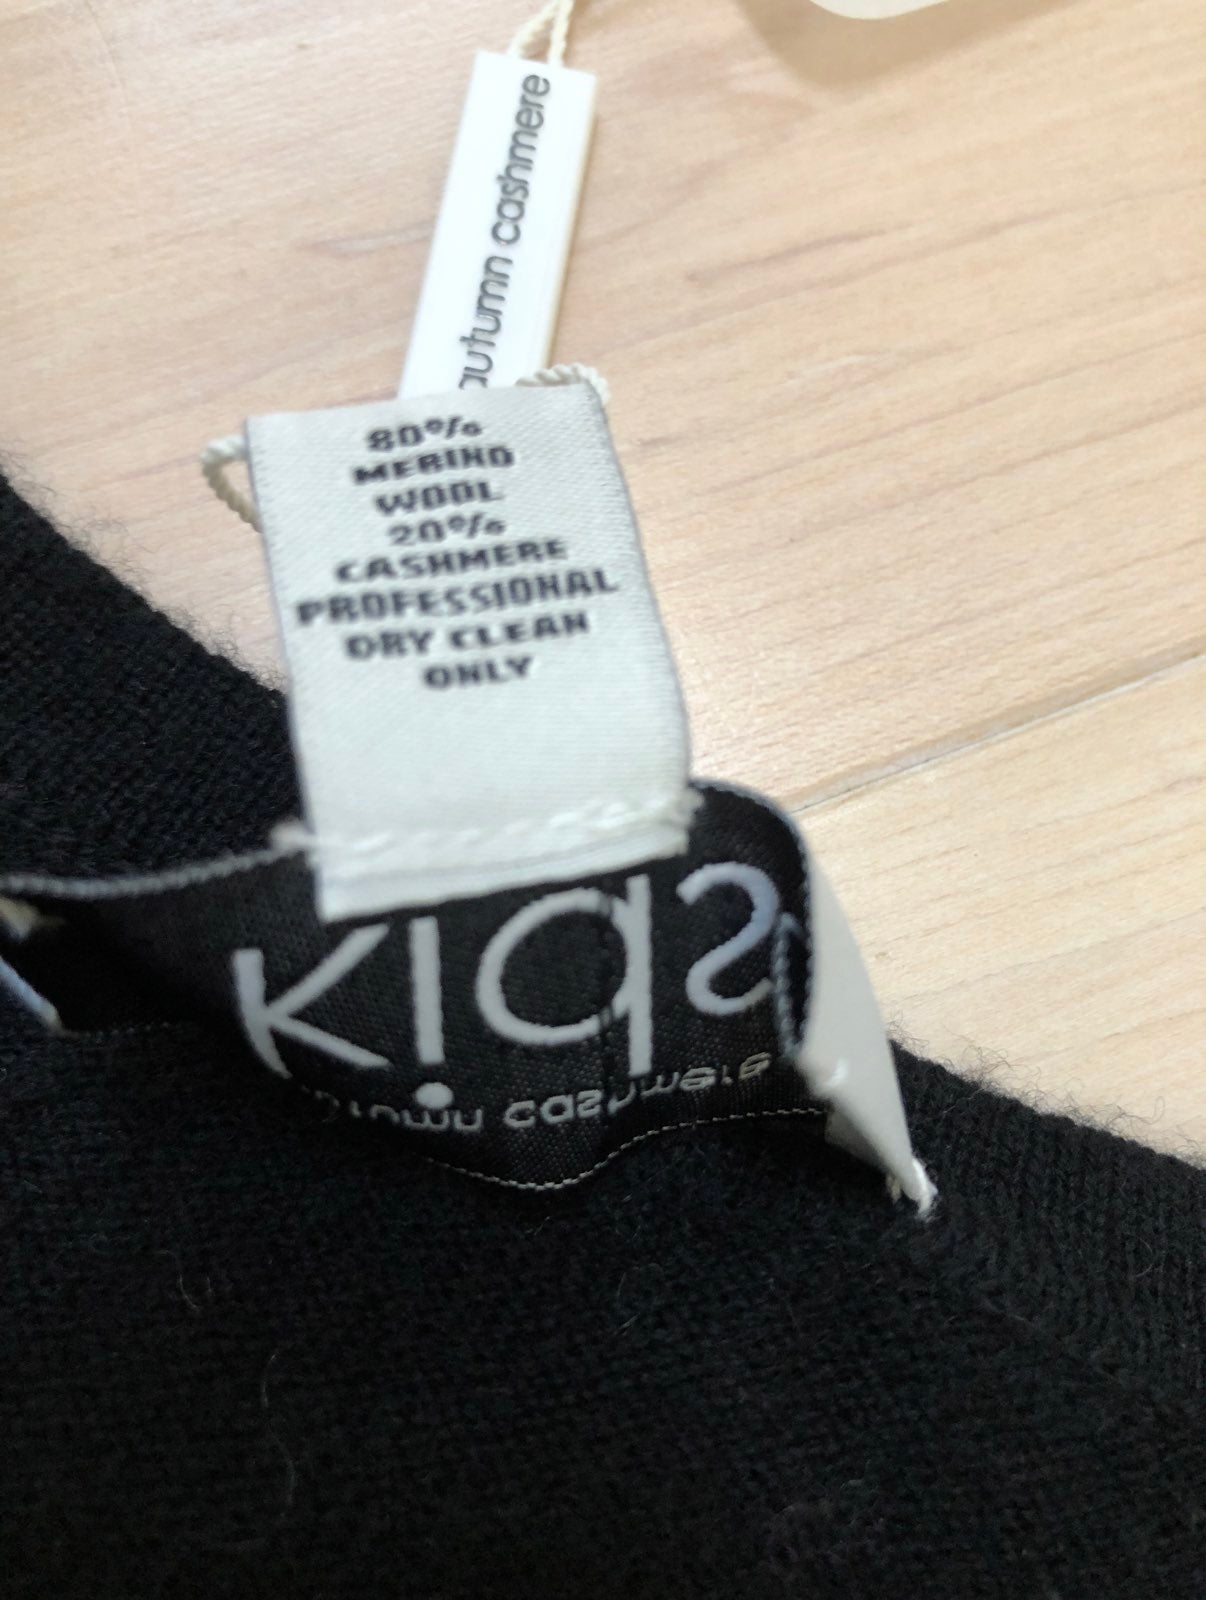 autumn cashmere
80%
MERINO
WOOL
20%
CASHMERE
PROFESSIONAL
DRY CLEAN
ONLY
kids
autumn cashmere